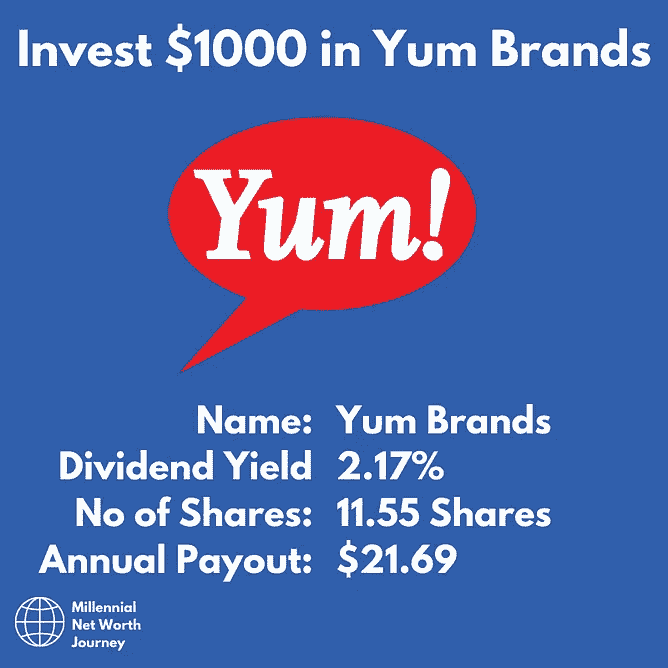 Invest $1000 in Yum Brands
Yum!
Name: Yum Brands
Dividend Yield 2.17%
No of Shares: 11.55 Shares
Annual Payout: $21.69
Millennial
Net Worth
Journey